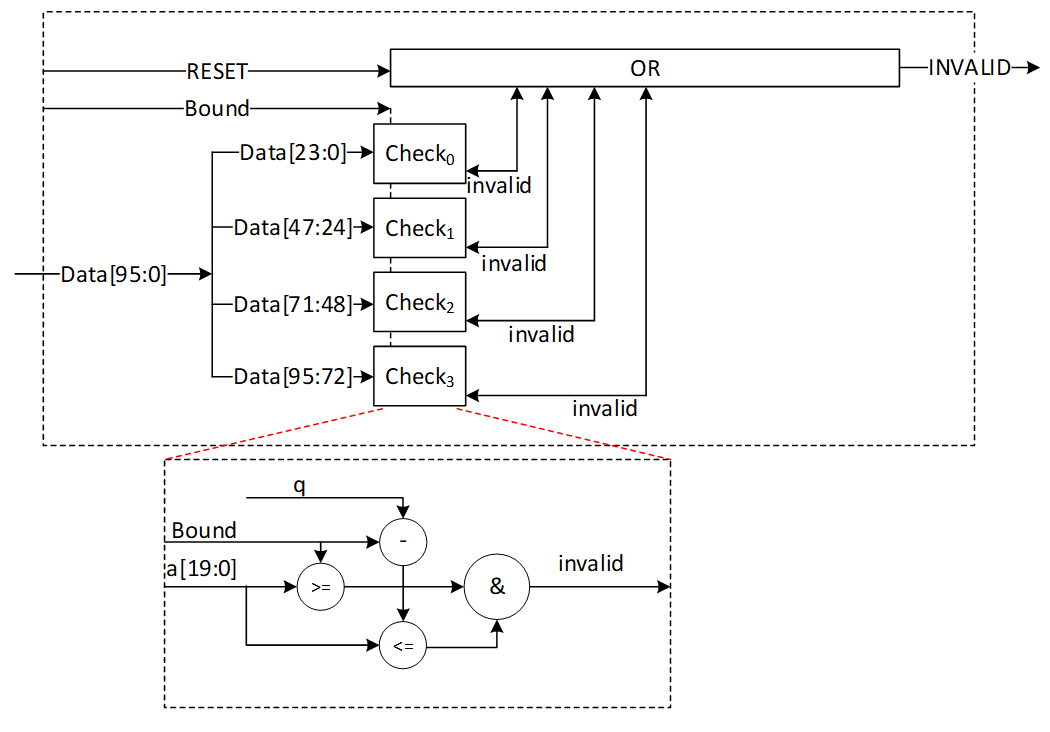 RESET
OR
INVALID
Bound
Data[23:0]
Check0
invalid
Data[47:24]
Check1
invalid
Data[95:0]
Data[71:48]
Check2
invalid
Data[95:72]
Check3
invalid
q
Bound
-
a[19:0]
>=
&
invalid
<=